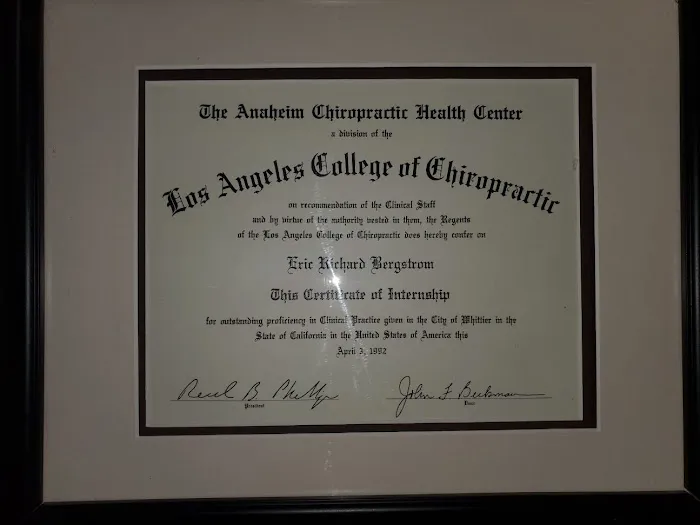 The Anaheim Chiropractic Health Center
a division of the
Los Angeles College of Chiropractic
on recommendation of the Clinical Staff
and by virtue of the authority vested in them, the Regents
of the Los Angeles College of Chiropractic does hereby confer on
Eric Richard Bergstrom
This Certificate of Internship
for outstanding proficiency in Clinical Practice given in the City of Whittier in the
State of California in the United States of America this
April 3, 1992
B. John F. Beckman
President Dean